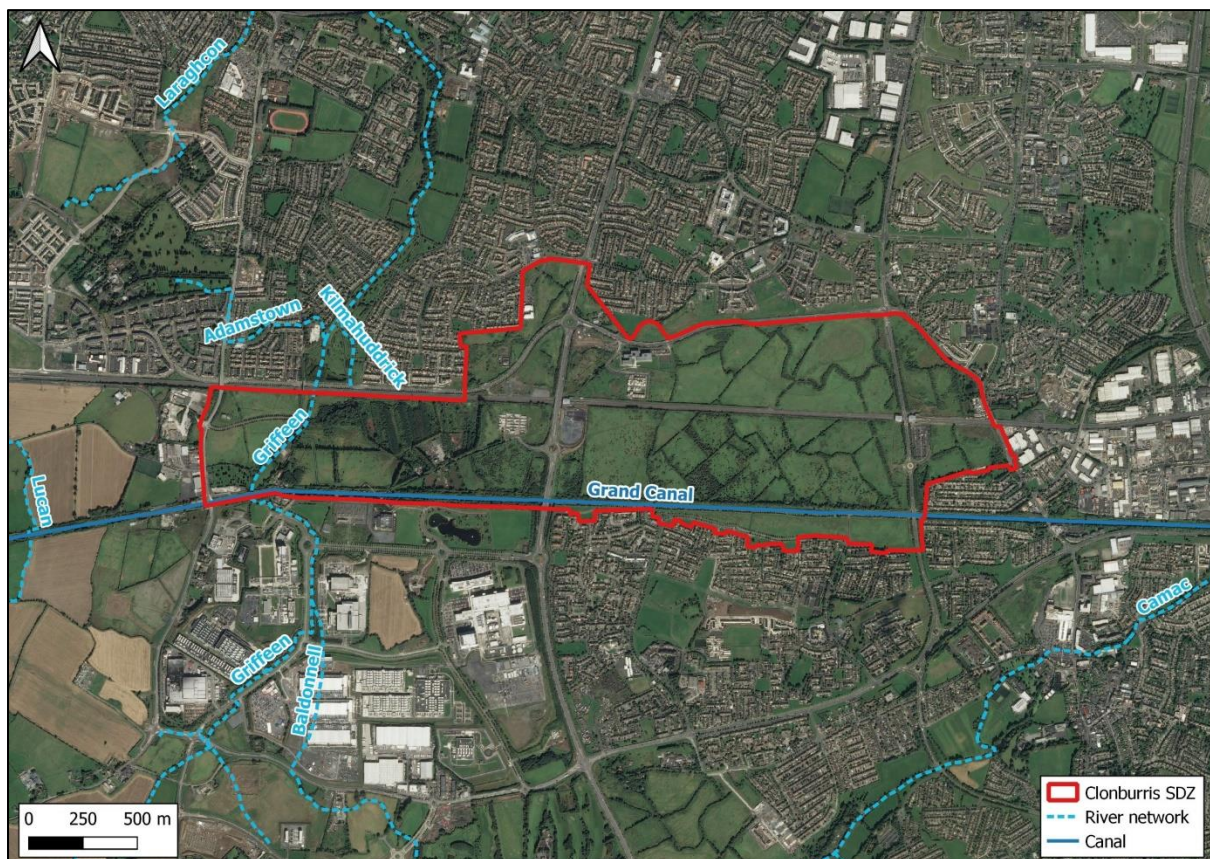 Laraghcon
Adamstown
Kilmahuddrick
Griffeen
Lucan
Grand Canal
Griffeen
Baldonnell
Camac
0 250 500 m
Clonburris SDZ
River network
Canal